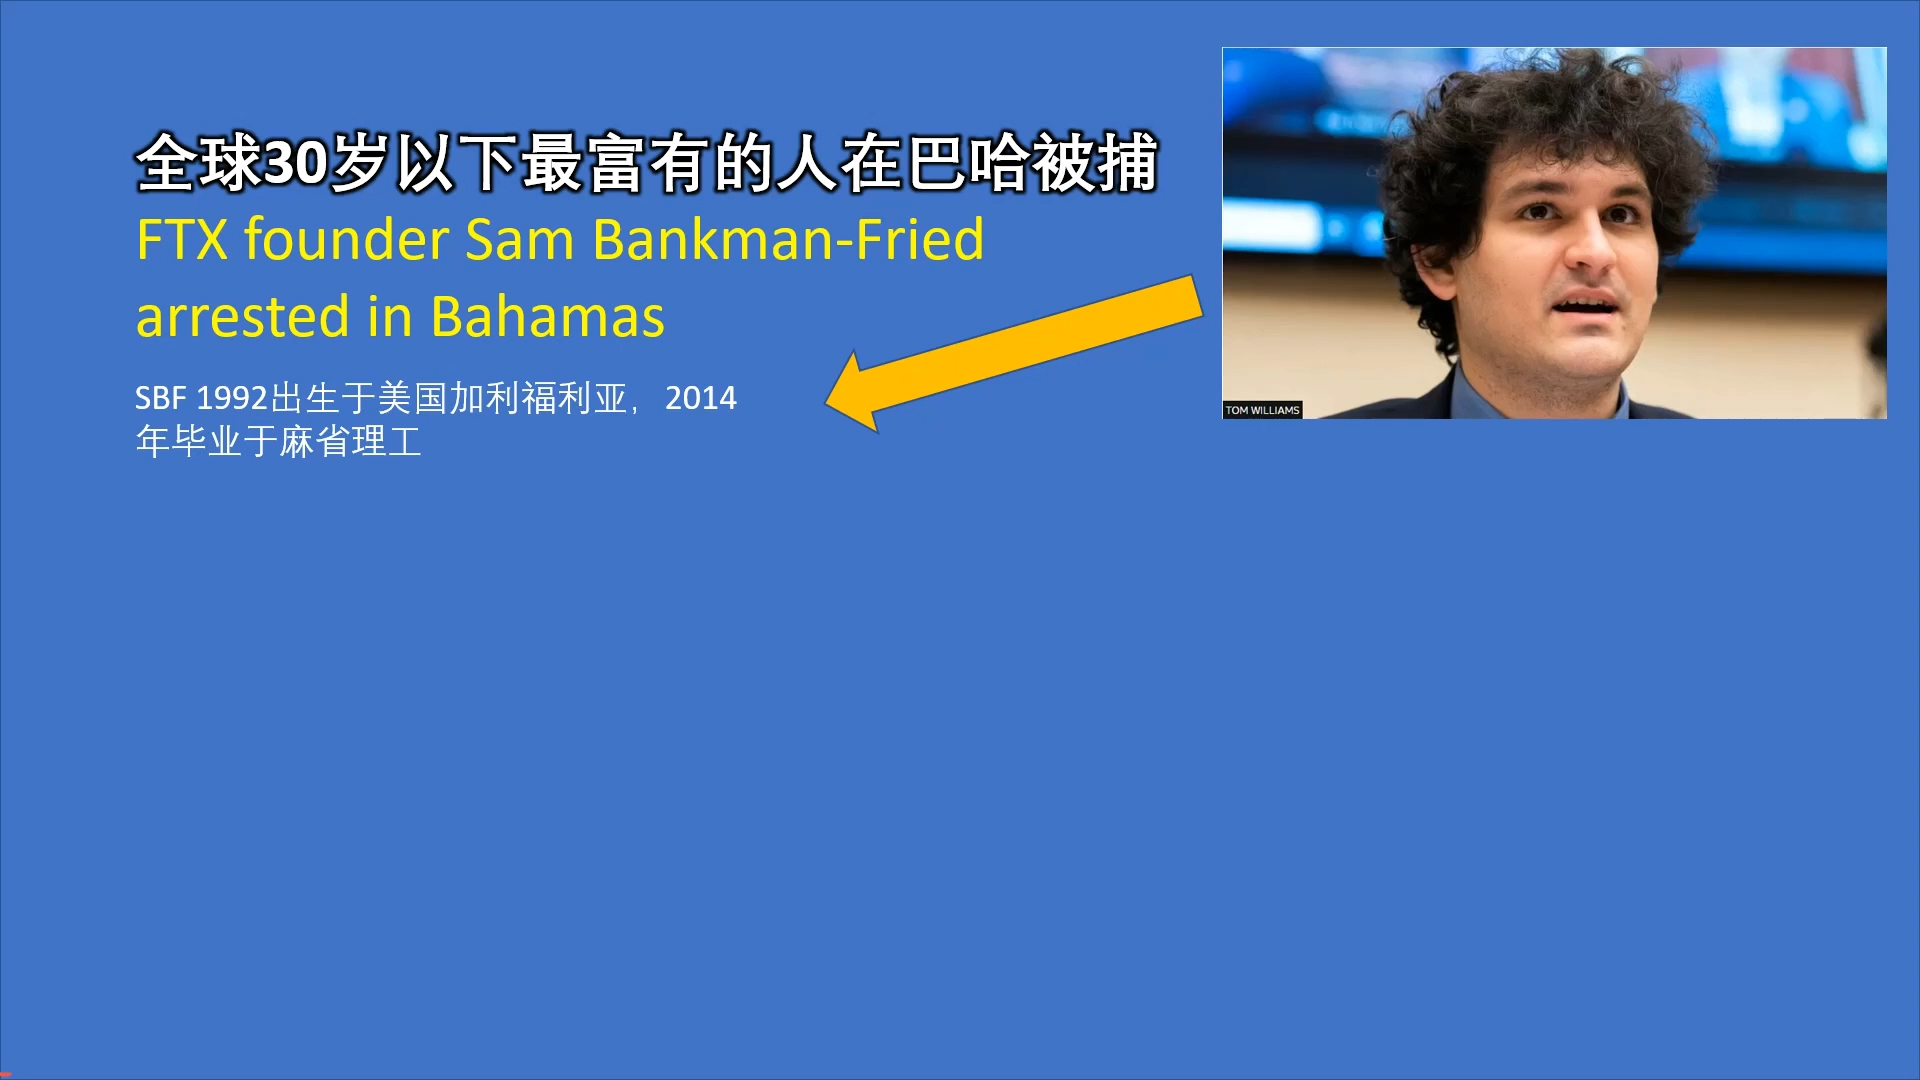 全球30岁以下最富有的人在巴哈被捕
FTX founder Sam Bankman-Fried
arrested in Bahamas
SBF 1992出生于美国加利福利亚，2014
年毕业于麻省理工
TOM WILLIAMS